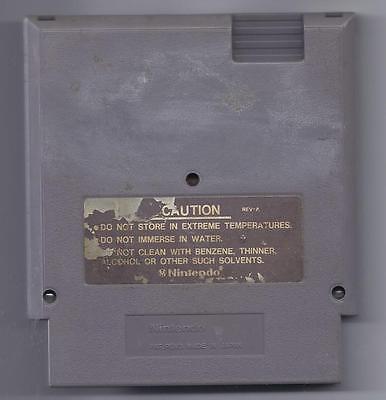 CAUTION REV-A
•DO NOT STORE IN EXTREME TEMPERATURES.
•DO NOT IMMERSE IN WATER.
NOT CLEAN WITH BENZENE, THINNER,
ALCOHOL OR OTHER SUCH SOLVENTS.
Nintendo®
Nintendo
MADE IN JAPAN